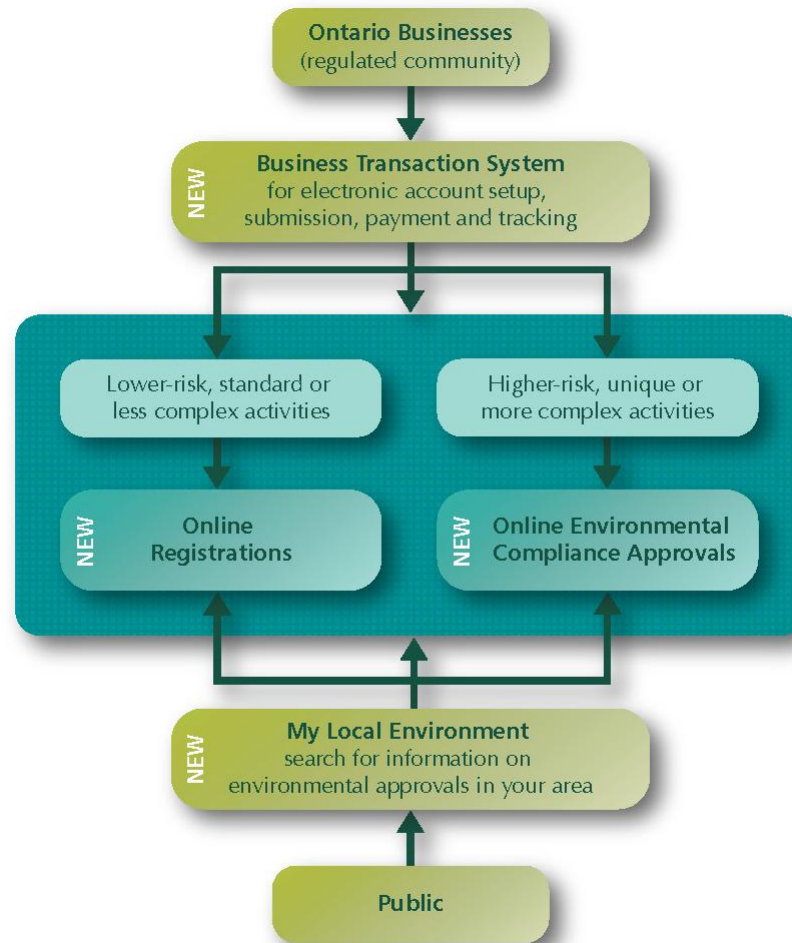 Ontario Businesses
(regulated community)
NEW
Business Transaction System
for electronic account setup,
submission, payment and tracking
Lower-risk, standard or
less complex activities
Higher-risk, unique or
more complex activities
NEW
Online
Registrations
NEW
Online Environmental
Compliance Approvals
NEW
My Local Environment
search for information on
environmental approvals in your area
Public